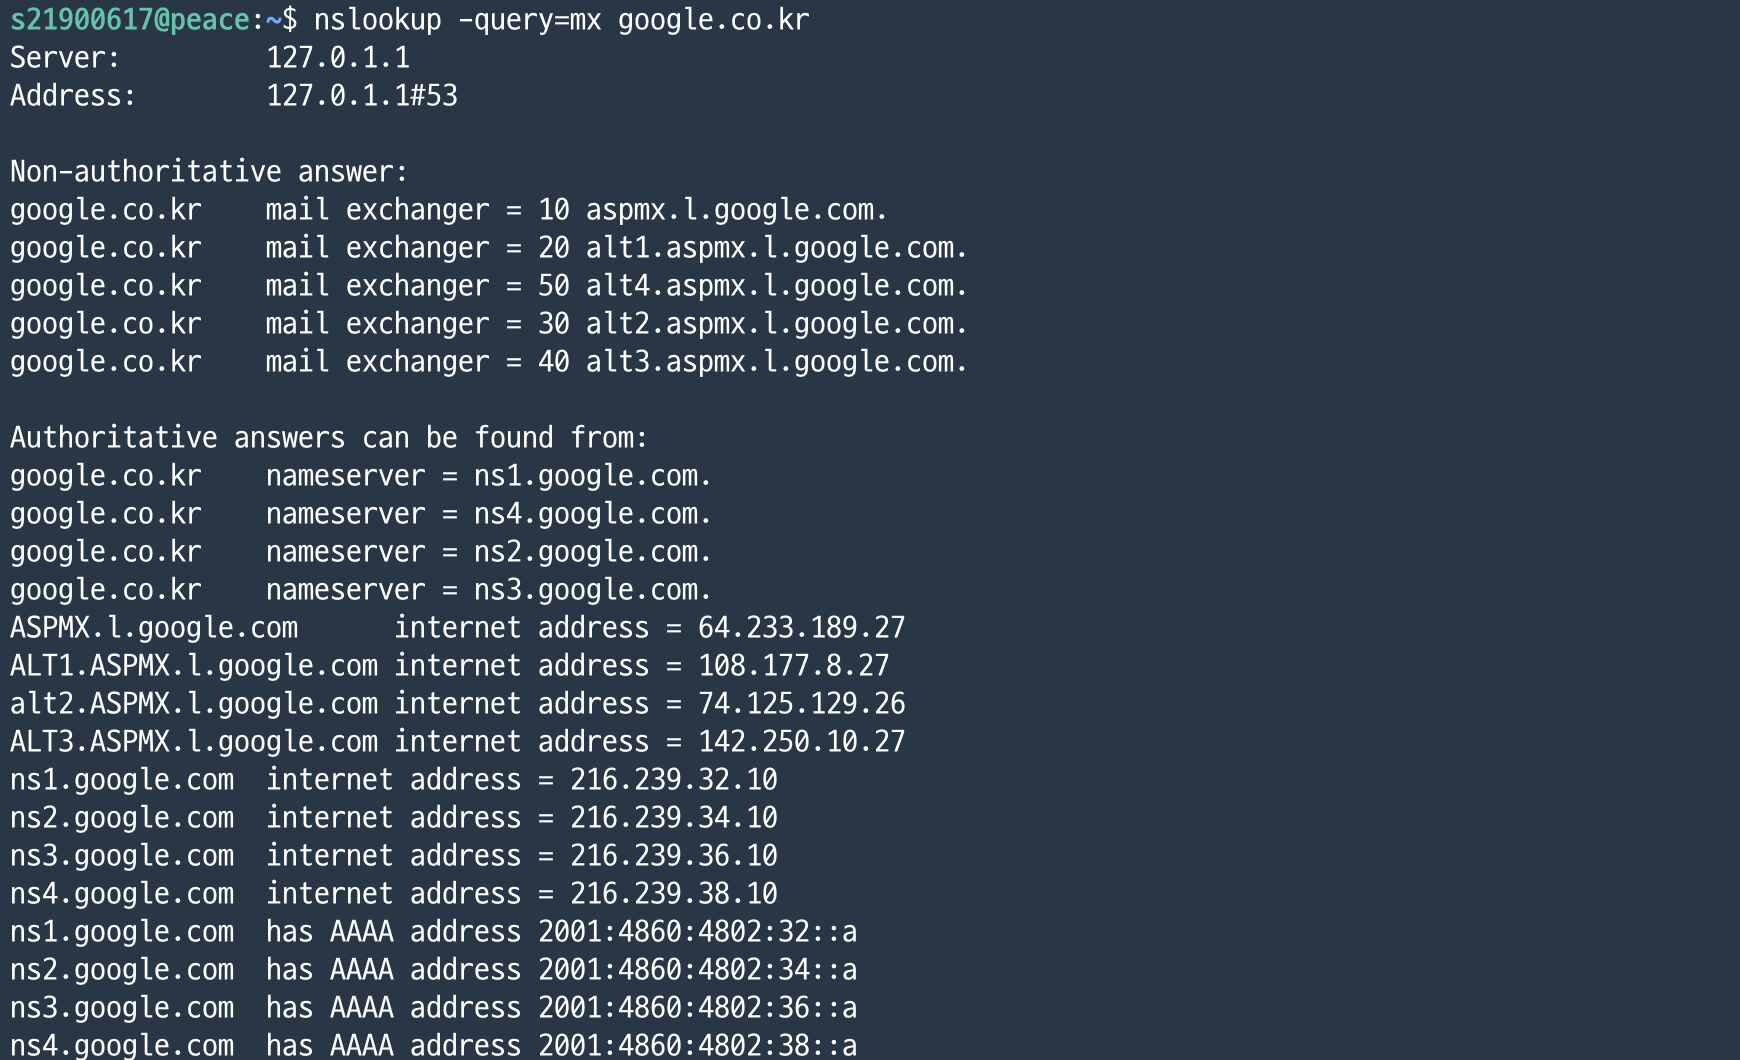 s21900617@peace:~$ nslookup -query=mx google.co.kr
Server:         127.0.1.1
Address:        127.0.1.1#53

Non-authoritative answer:
google.co.kr    mail exchanger = 10 aspmx.l.google.com.
google.co.kr    mail exchanger = 20 alt1.aspmx.l.google.com.
google.co.kr    mail exchanger = 50 alt4.aspmx.l.google.com.
google.co.kr    mail exchanger = 30 alt2.aspmx.l.google.com.
google.co.kr    mail exchanger = 40 alt3.aspmx.l.google.com.

Authoritative answers can be found from:
google.co.kr    nameserver = ns1.google.com.
google.co.kr    nameserver = ns4.google.com.
google.co.kr    nameserver = ns2.google.com.
google.co.kr    nameserver = ns3.google.com.
ASPMX.l.google.com      internet address = 64.233.189.27
ALT1.ASPMX.l.google.com internet address = 108.177.8.27
alt2.ASPMX.l.google.com internet address = 74.125.129.26
ALT3.ASPMX.l.google.com internet address = 142.250.10.27
ns1.google.com  internet address = 216.239.32.10
ns2.google.com  internet address = 216.239.34.10
ns3.google.com  internet address = 216.239.36.10
ns4.google.com  internet address = 216.239.38.10
ns1.google.com  has AAAA address 2001:4860:4802:32::a
ns2.google.com  has AAAA address 2001:4860:4802:34::a
ns3.google.com  has AAAA address 2001:4860:4802:36::a
ns4.google.com  has AAAA address 2001:4860:4802:38::a